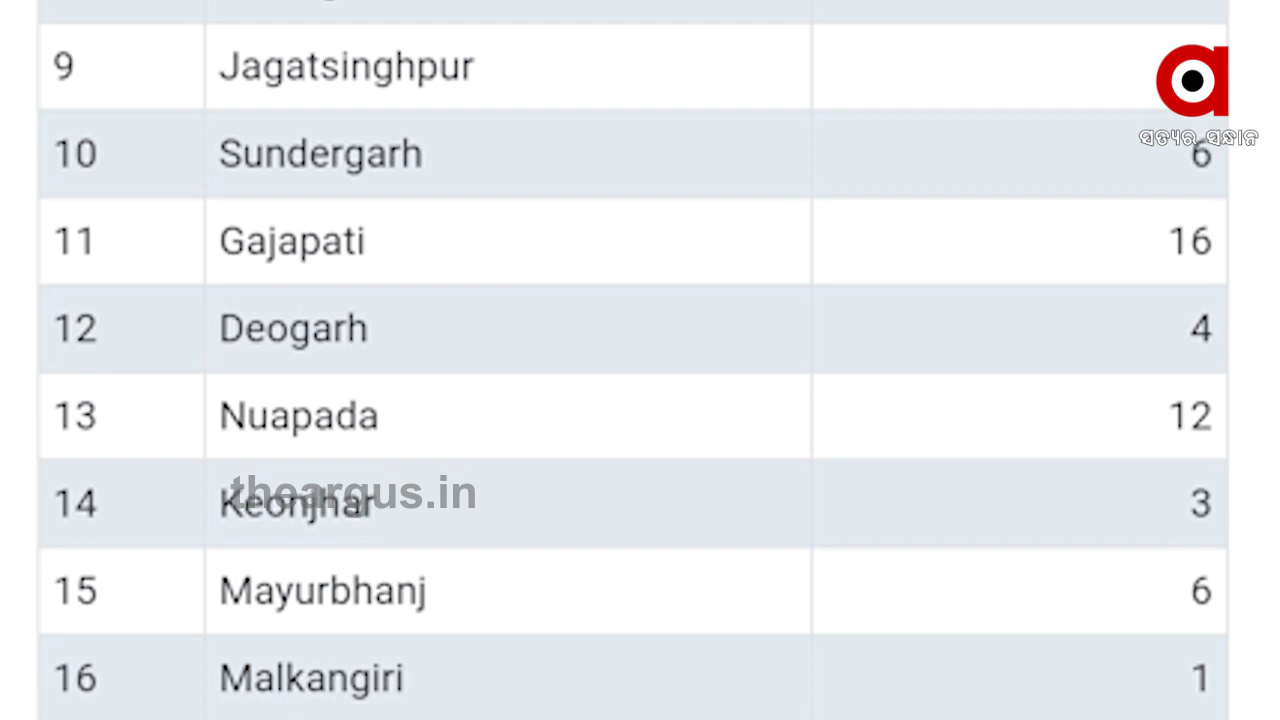 9 Jagatsinghpur
ସତ୍ୟର ସନ୍ଧାନ
10 Sundergarh 6
11 Gajapati 16
12 Deogarh 4
13 Nuapada 12
theargus.in
14 Keonjhar 3
15 Mayurbhanj 6
16 Malkangiri 1